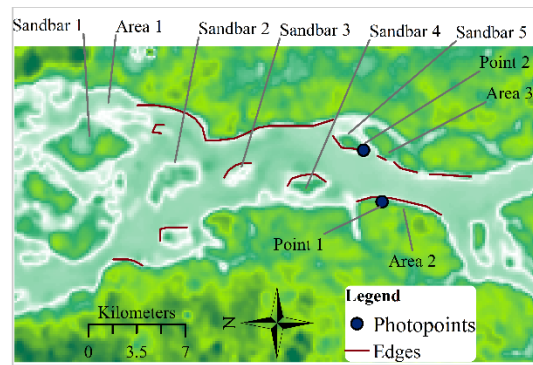 Sandbar 1
Area 1
Sandbar 2
Sandbar 3
Sandbar 4
Sandbar 5
Point 2
Area 3
Point 1
Area 2
Kilometers
0 3.5 7
N
Legend
Photopoints
Edges